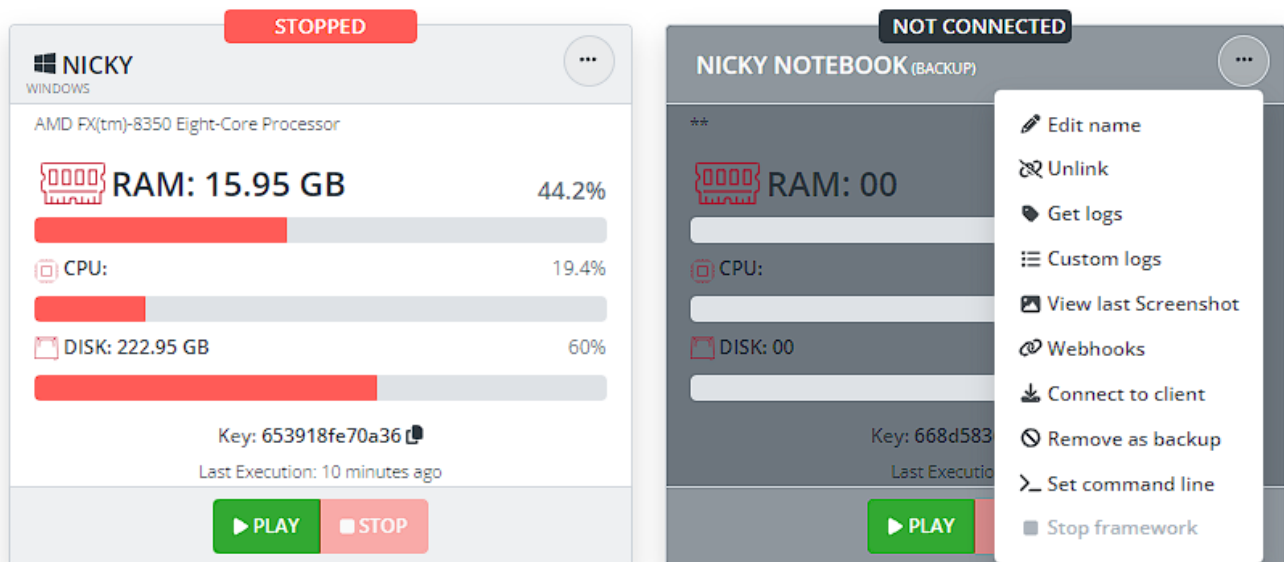 STOPPED
NICKY
WINDOWS
AMD FX(tm)-8350 Eight-Core Processor
RAM: 15.95 GB 44.2%
CPU: 19.4%
DISK: 222.95 GB 60%
Key: 653918fe70a36
Last Execution: 10 minutes ago
PLAY STOP
NOT CONNECTED
NICKY NOTEBOOK (BACKUP)
**
RAM: 00
CPU:
DISK: 00
Key: 668d583
Last Executio
PLAY
Edit name
Unlink
Get logs
Custom logs
View last Screenshot
Webhooks
Connect to client
Remove as backup
Set command line
Stop framework